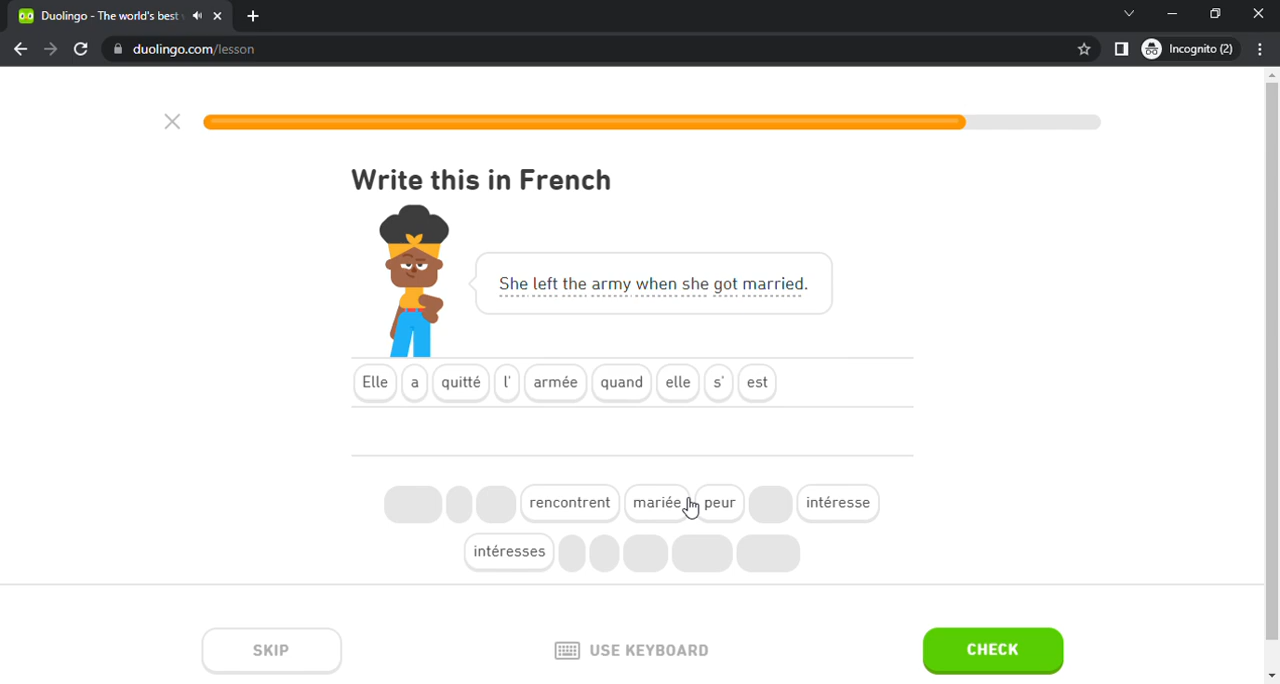 Duolingo - The world's best
duolingo.com/lesson
Incognito (2)
Write this in French
She left the army when she got married.
Elle a quitté l' armée quand elle s' est
rencontrent mariée peur intéresse
intéresses
SKIP USE KEYBOARD CHECK